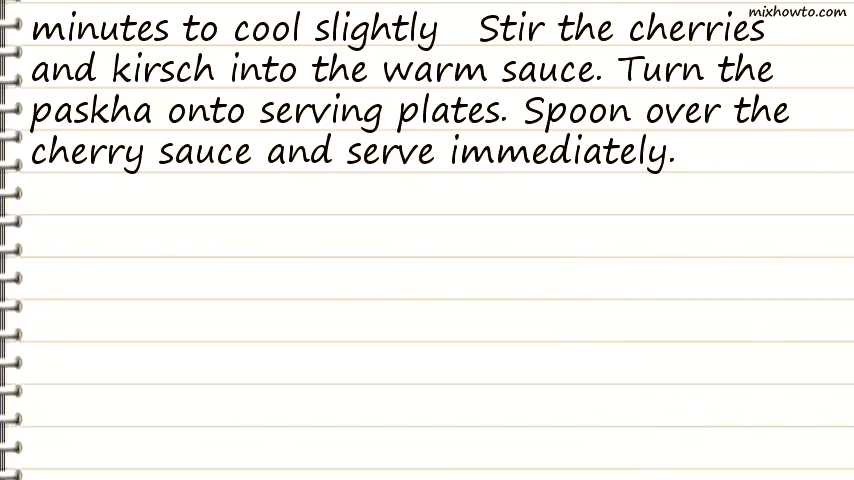 mixhowto.com
minutes to cool slightly   Stir the cherries
and kirsch into the warm sauce. Turn the
paskha onto serving plates. Spoon over the
cherry sauce and serve immediately.